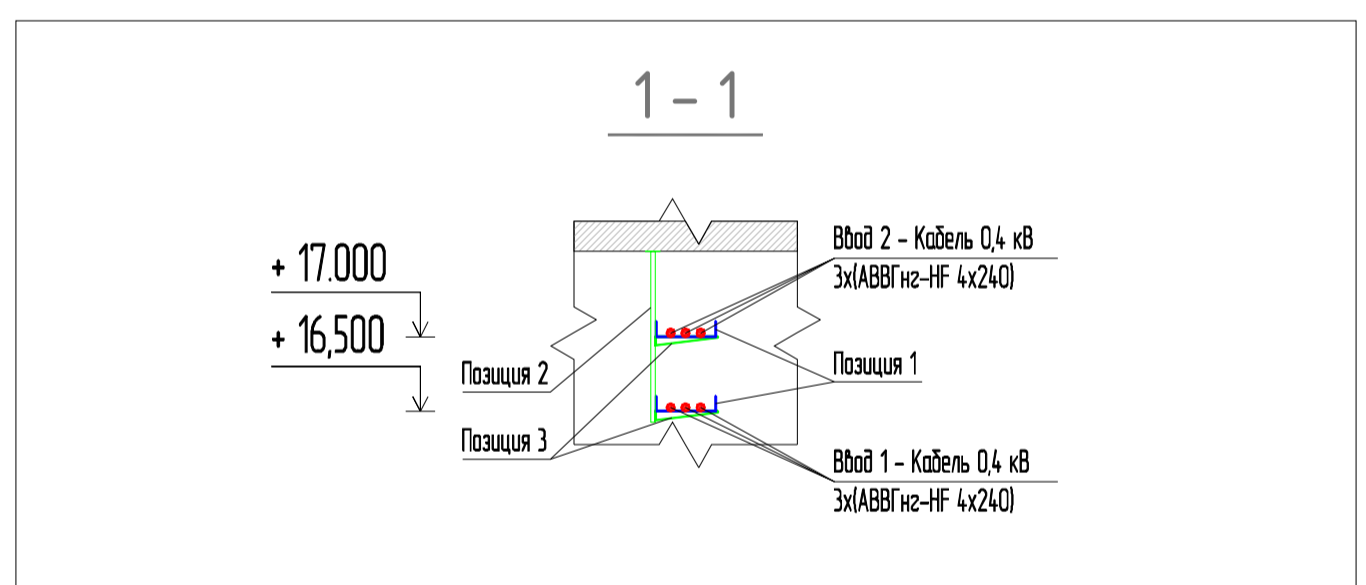 1 – 1
+ 17.000
+ 16,500
Ввод 2 – Кабель 0,4 кВ
3х(АВВГнг–HF 4х240)
Позиция 2
Позиция 1
Позиция 3
Ввод 1 – Кабель 0,4 кВ
3х(АВВГнг–HF 4х240)